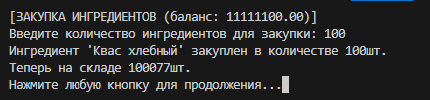 [ЗАКУПКА ИНГРЕДИЕНТОВ (баланс: 11111100.00)]
Введите количество ингредиентов для закупки: 100
Ингредиент 'Квас хлебный' закуплен в количестве 100шт.
Теперь на складе 100077шт.
Нажмите любую кнопку для продолжения...